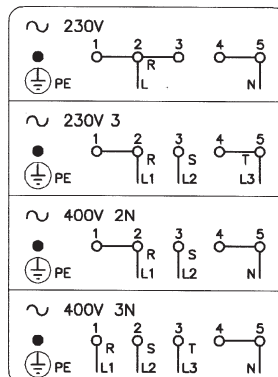 ∿ 230V
1 2 3 4 5
R
PE L N
∿ 230V 3
1 2 3 4 5
R S T
PE L1 L2 L3
∿ 400V 2N
1 2 3 4 5
R S
PE L1 L2 N
∿ 400V 3N
1 2 3 4 5
R S T
PE L1 L2 L3 N